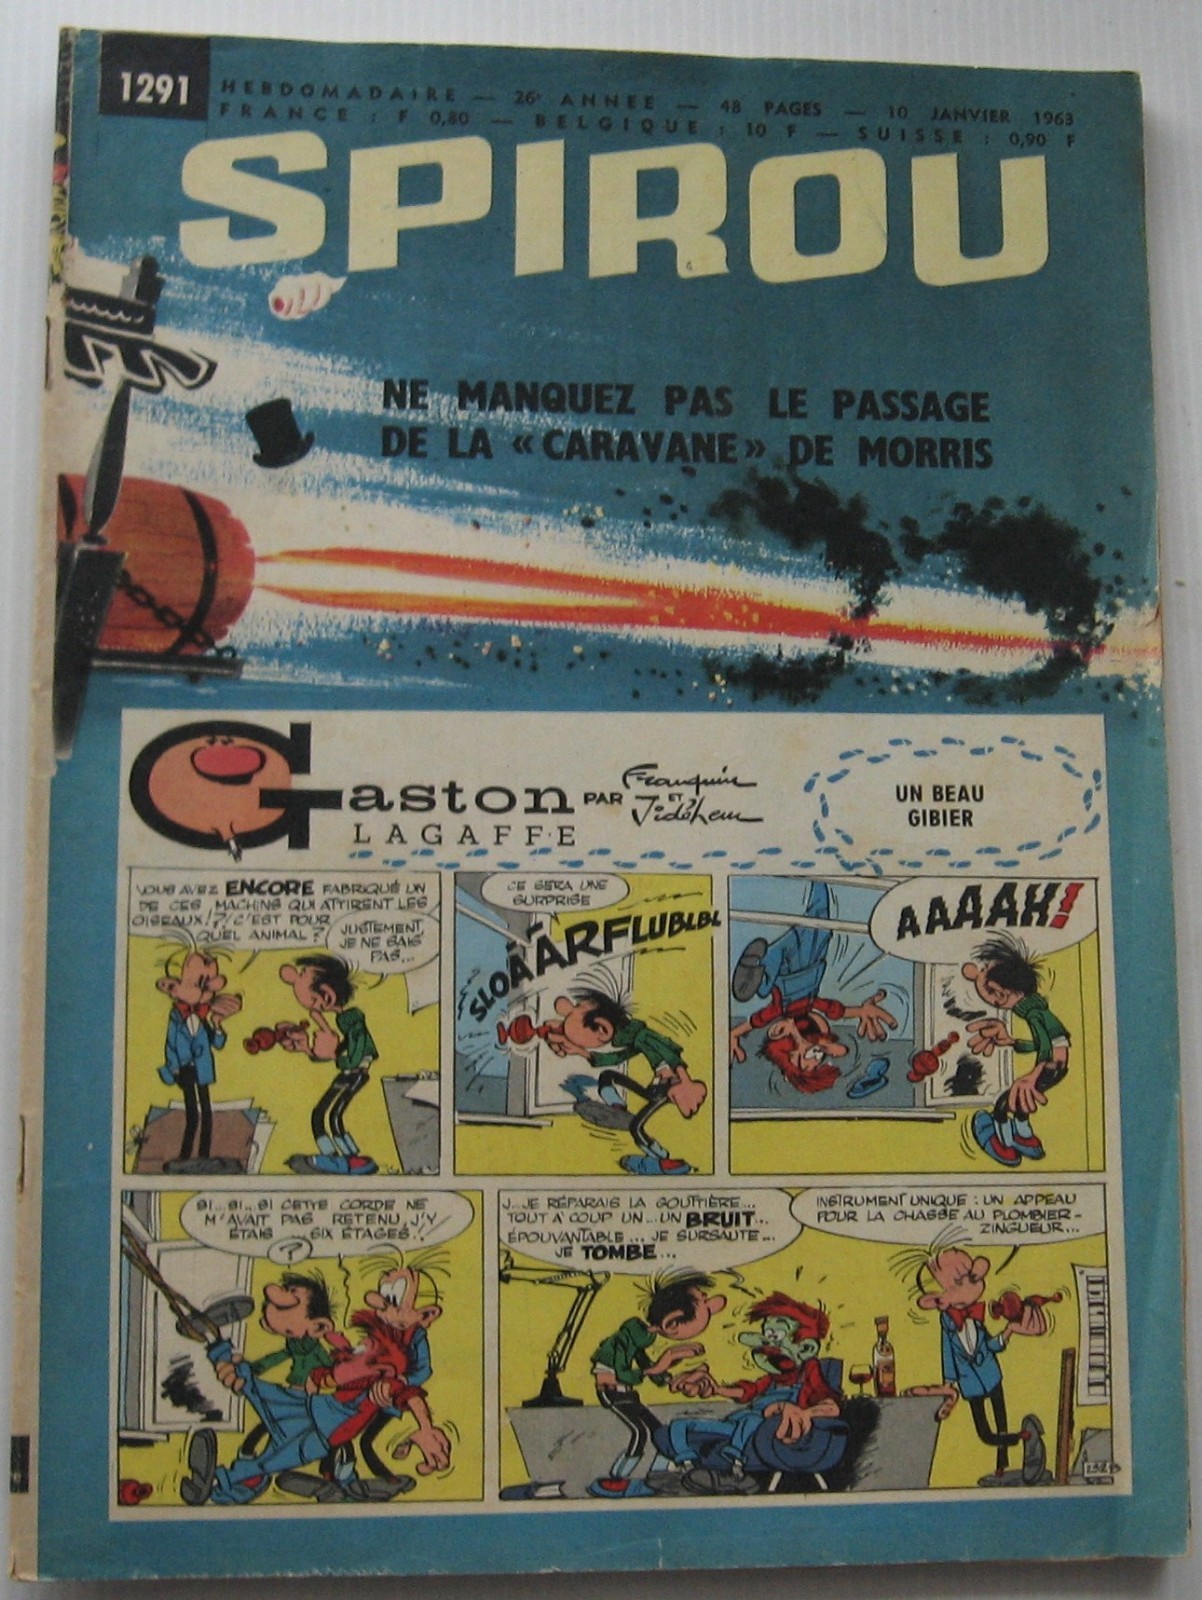 1291
HEBDOMADAIRE — 26e ANNEE — 48 PAGES — 10 JANVIER 1963
FRANCE : F 0,80 — BELGIQUE : 10 F — SUISSE : 0,90 F
SPIROU
NE MANQUEZ PAS LE PASSAGE
DE LA « CARAVANE » DE MORRIS
Gaston
LAGAFFE
PAR Franquin
ET
Jidéhem
UN BEAU
GIBIER
VOUS AVEZ ENCORE FABRIQUÉ UN
DE CES MACHINS QUI ATTIRENT LES
OISEAUX!?! C'EST POUR
QUEL ANIMAL ?
JUSTEMENT,
JE NE SAIS
PAS...
CE SERA UNE
SURPRISE
SLOÂÂÂRFLUBLBL
AAAAH!
SI... SI... SI CETTE CORDE NE
M'AVAIT PAS RETENU, J'Y
ÉTAIS ... SIX ÉTAGES !
?
J... JE RÉPARAIS LA GOUTTIÈRE...
TOUT A COUP UN... UN BRUIT...
ÉPOUVANTABLE... JE SURSAUTE...
JE TOMBE...
INSTRUMENT UNIQUE : UN APPEAU
POUR LA CHASSE AU PLOMBIER-
ZINGUEUR...